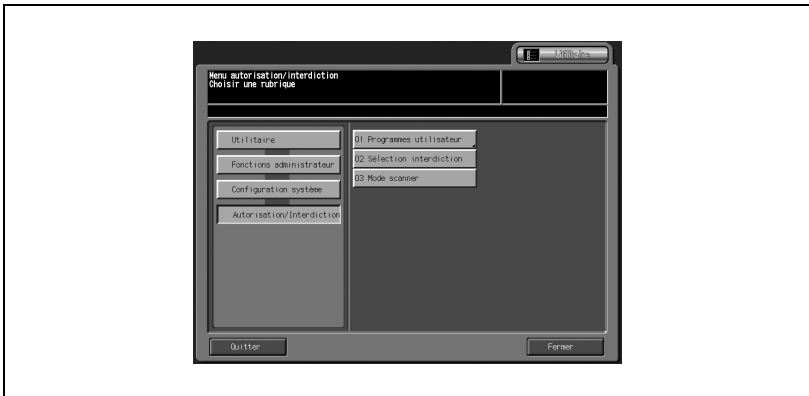 Utilitaire
Menu autorisation/interdiction
Choisir une rubrique
Utilitaire
Fonctions administrateur
Configuration système
Autorisation/Interdiction
01 Programmes utilisateur
02 Sélection interdiction
03 Mode scanner
Quitter
Fermer